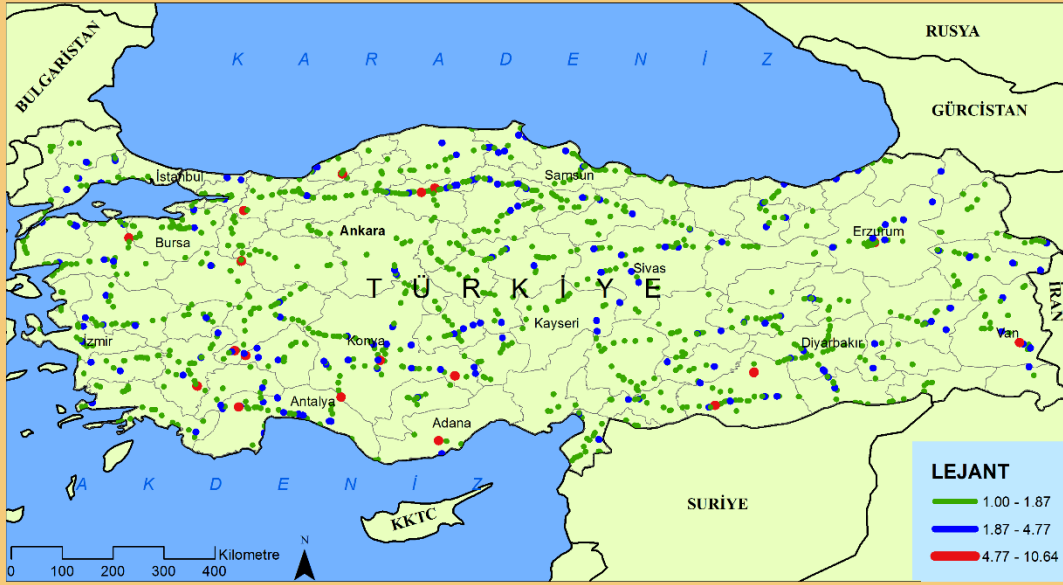 RUSYA
BULGARİSTAN
K A R A D E N İ Z
GÜRCİSTAN
İstanbul
Samsun
Bursa
Ankara
Erzurum
Sivas
T Ü R K İ Y E
İRAN
Kayseri
İzmir
Konya
Diyarbakır
Van
Antalya
Adana
A K D E N İ Z
KKTC
SURİYE
LEJANT
1.00 - 1.87
1.87 - 4.77
4.77 - 10.64
N
Kilometre
0 100 200 300 400